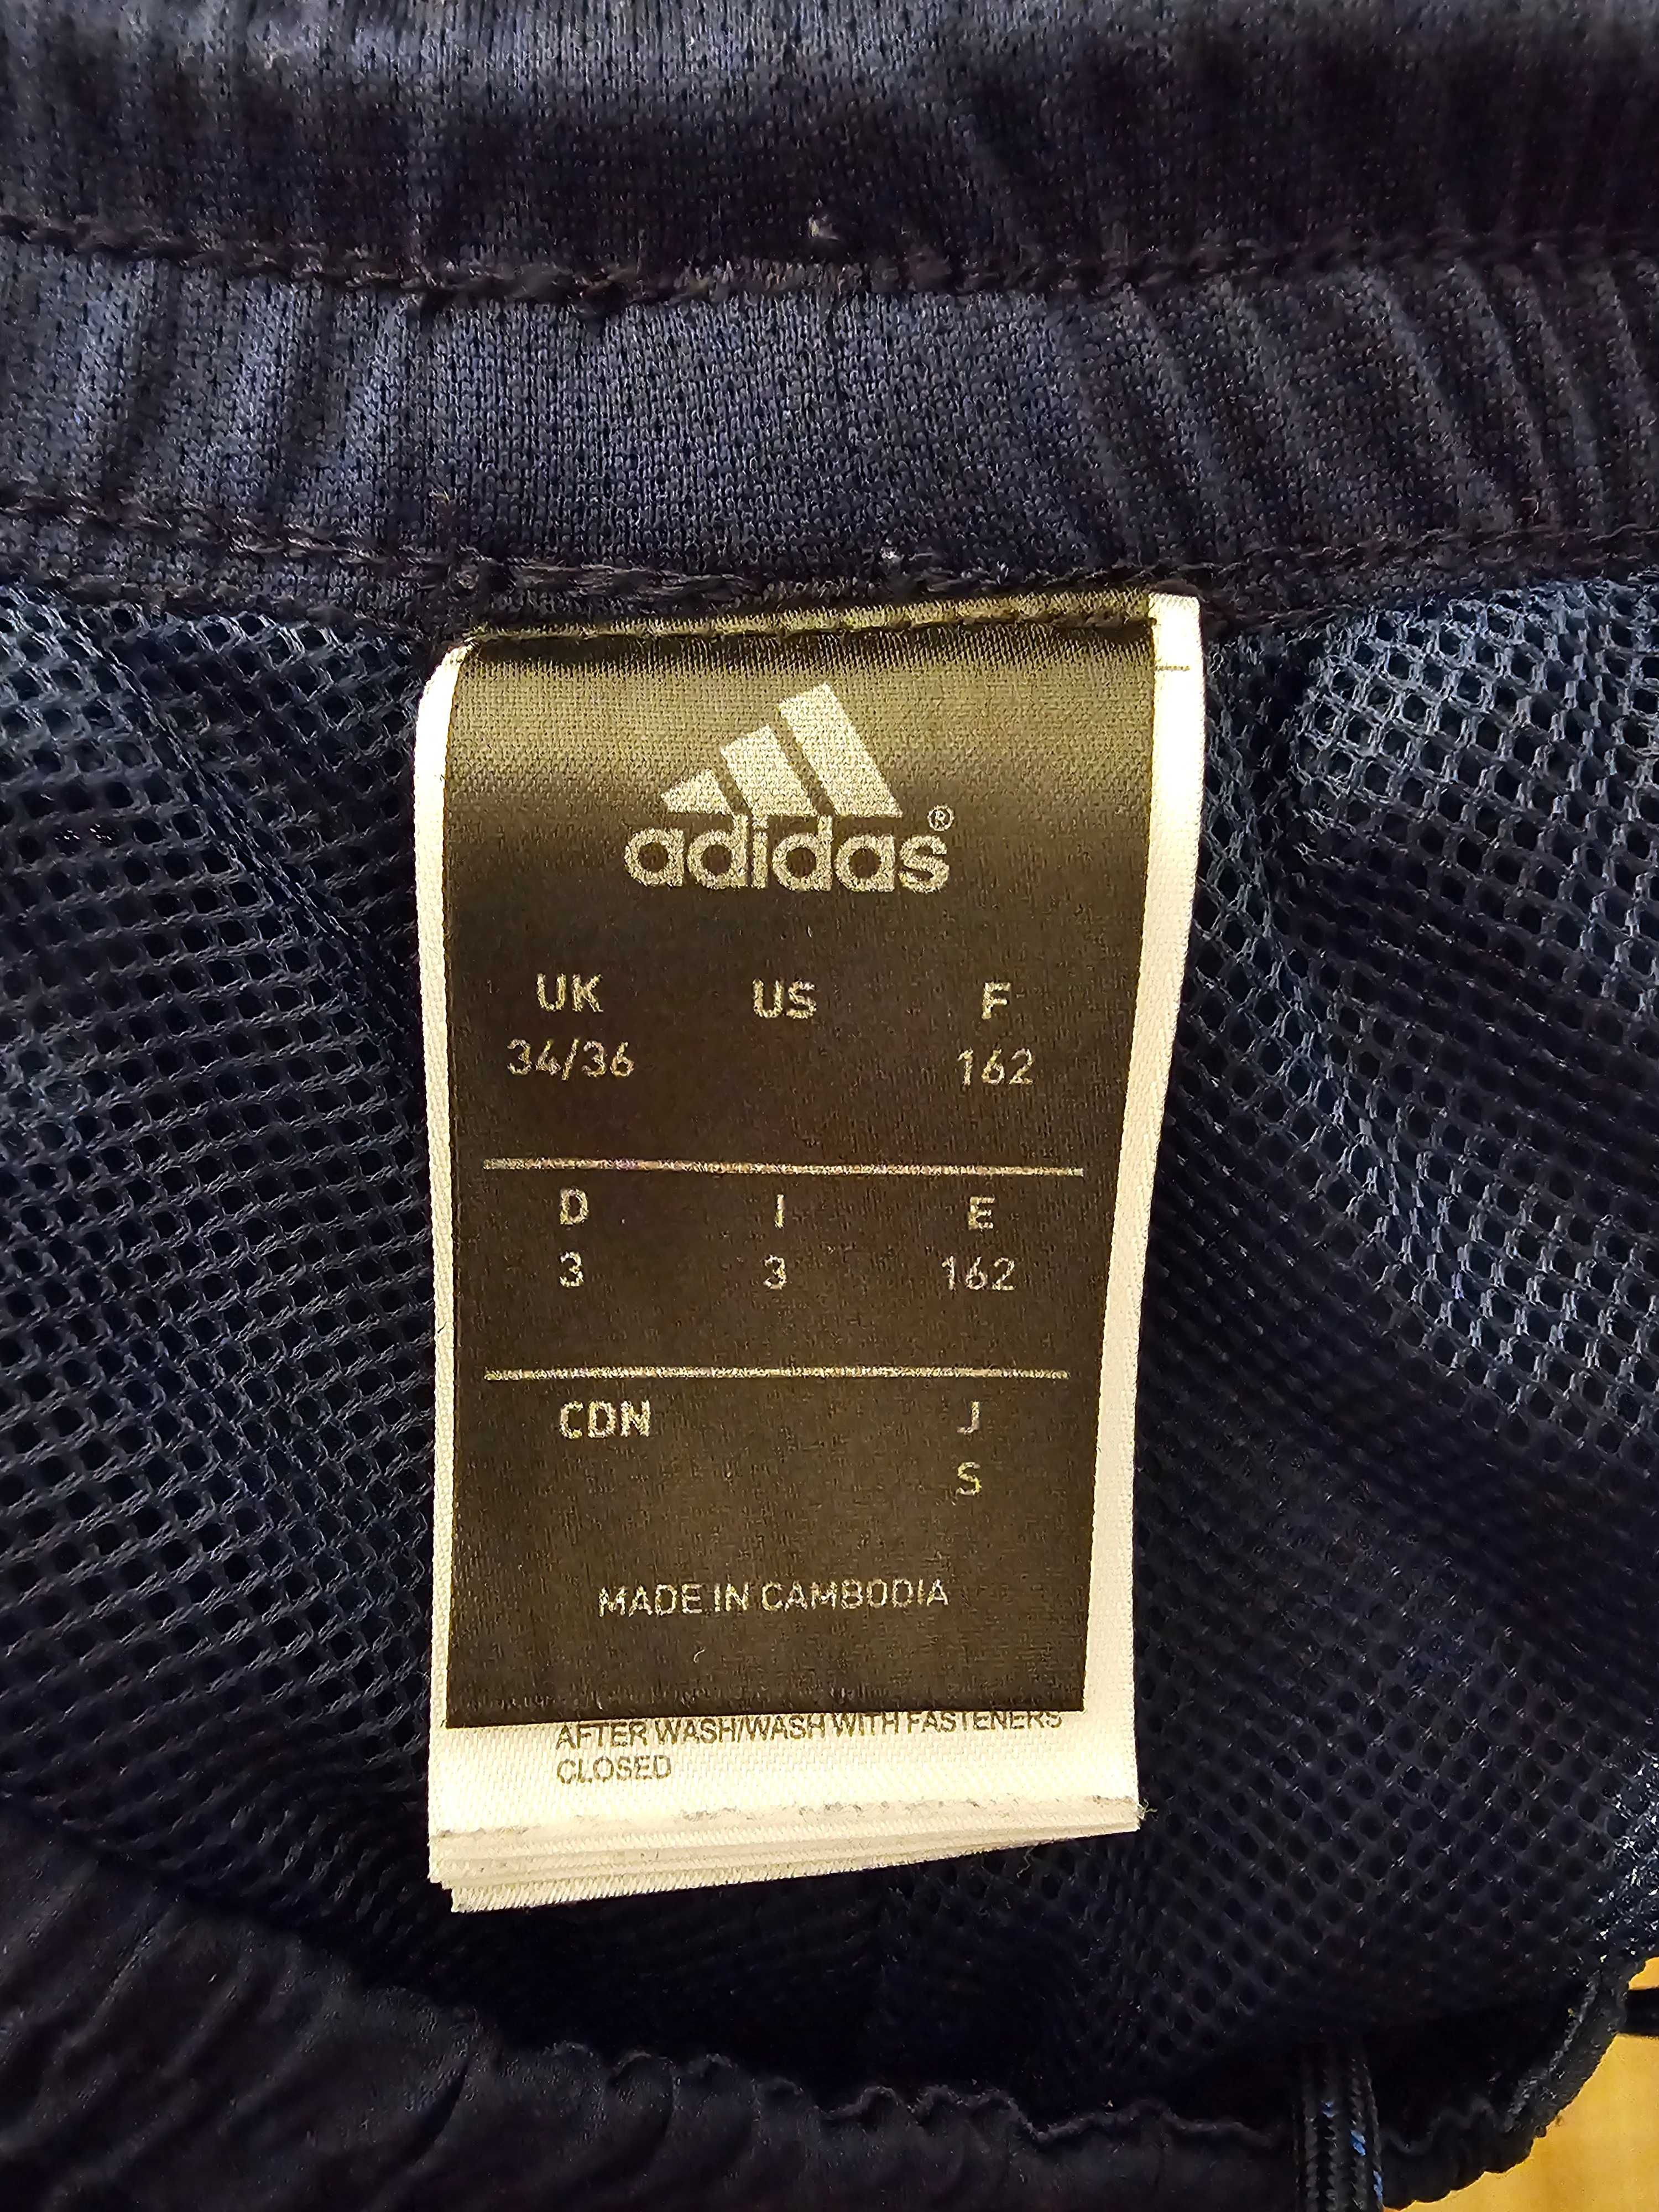 adidas®
UK US F
34/36 162
D I E
3 3 162
CDN J
S
MADE IN CAMBODIA
AFTER WASH/WASH WITH FASTENERS
CLOSED